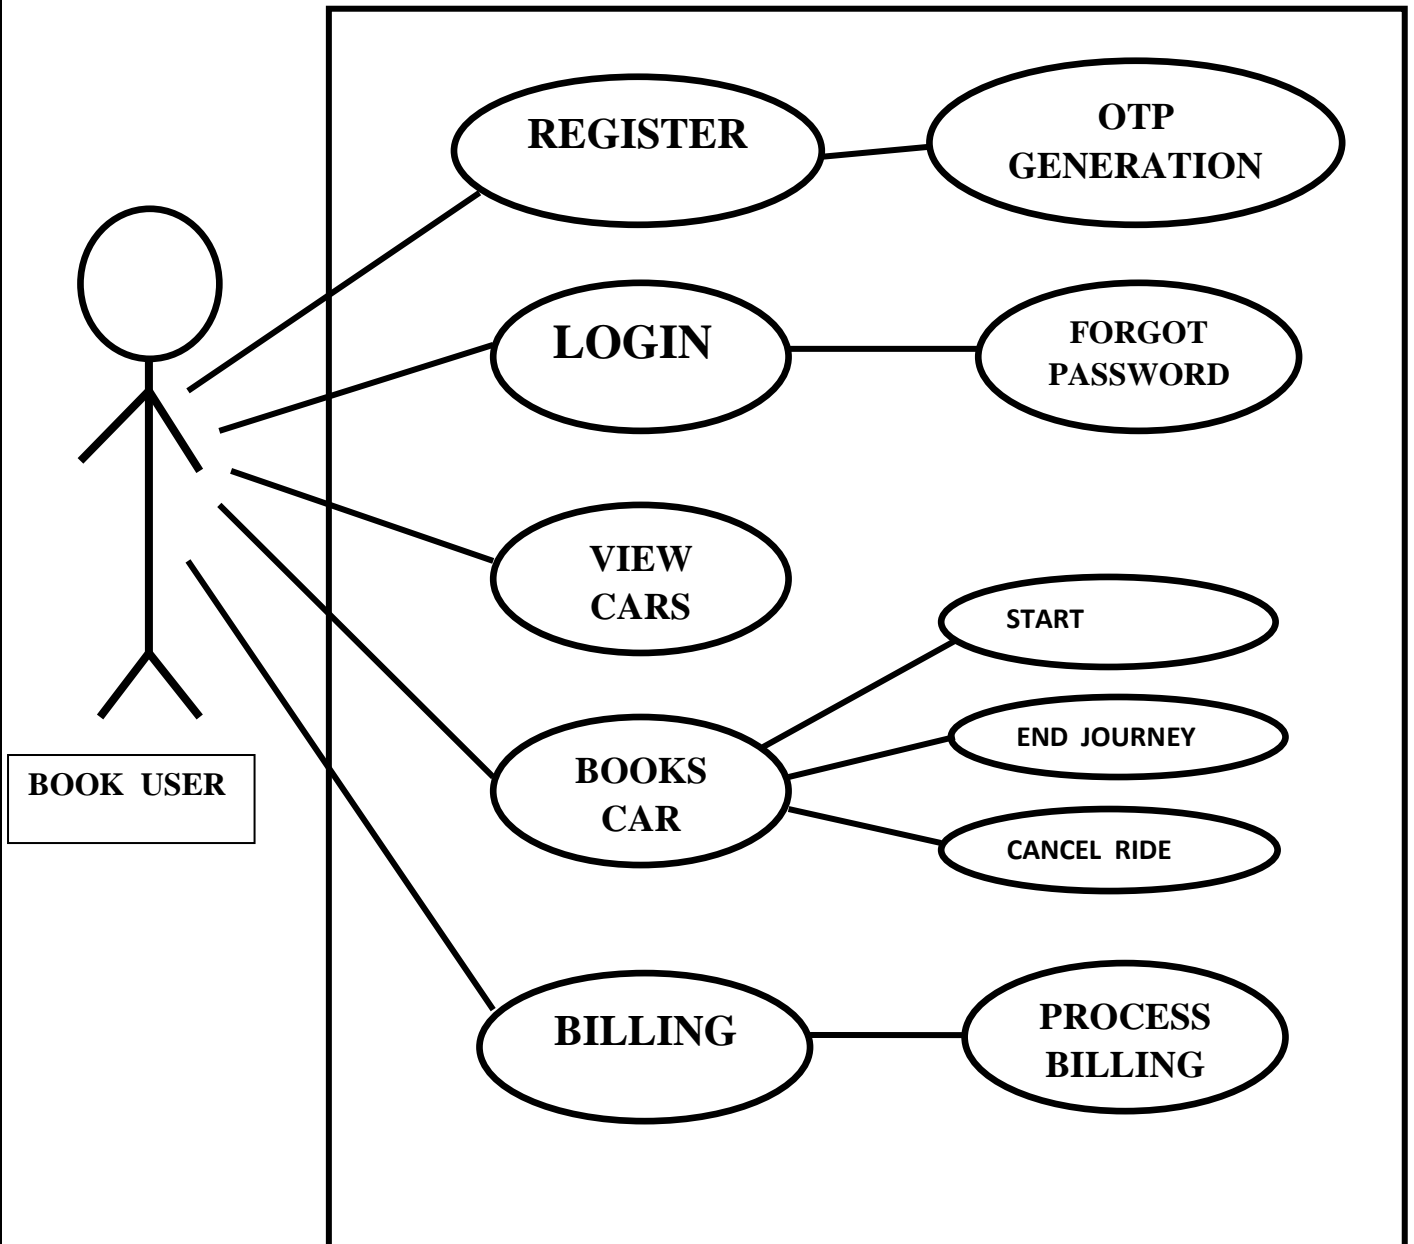 REGISTER
OTP
GENERATION
LOGIN
FORGOT
PASSWORD
VIEW
CARS
START
END JOURNEY
BOOKS
CAR
CANCEL RIDE
BOOK USER
BILLING
PROCESS
BILLING